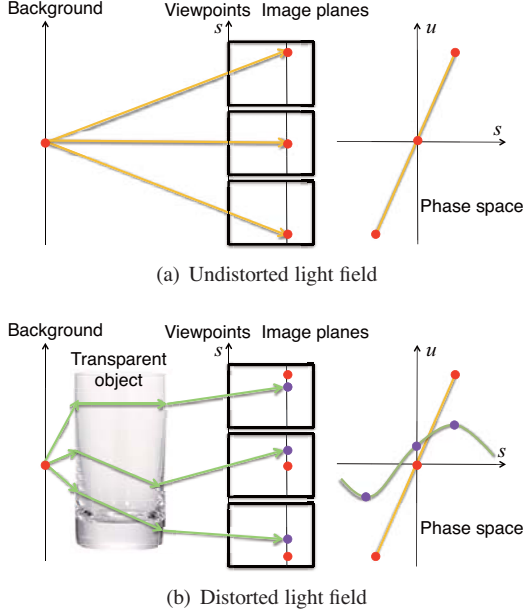 Background
Viewpoints
Image planes
s
u
s
Phase space
(a) Undistorted light field
Background
Viewpoints
Image planes
Transparent
object
s
u
s
Phase space
(b) Distorted light field